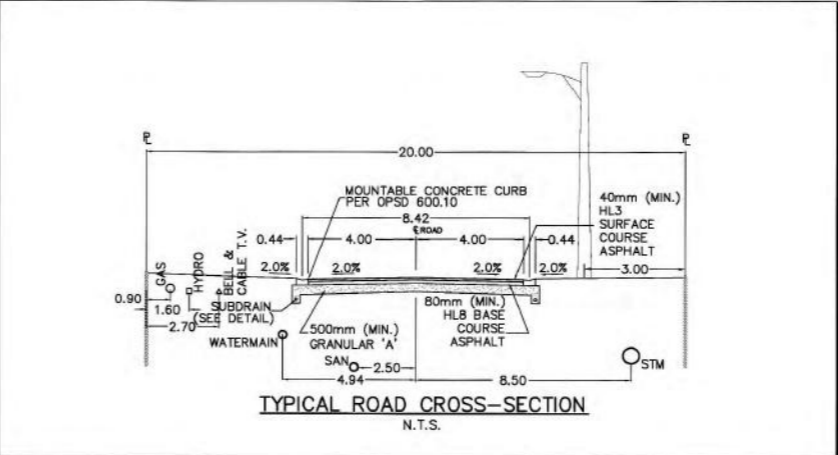 PL PL
20.00
MOUNTABLE CONCRETE CURB
PER OPSD 600.10
8.42
CL ROAD
0.44 4.00 4.00 0.44
40mm (MIN.)
HL3
SURFACE
COURSE
ASPHALT
2.0% 2.0% 2.0% 2.0%
3.00
GAS
HYDRO
BELL &
CABLE T.V.
0.90
1.60
2.70
SUBDRAIN
(SEE DETAIL)
80mm (MIN.)
HL8 BASE
COURSE
ASPHALT
500mm (MIN.)
GRANULAR 'A'
WATERMAIN
SAN
2.50
STM
4.94 8.50
TYPICAL ROAD CROSS-SECTION
N.T.S.